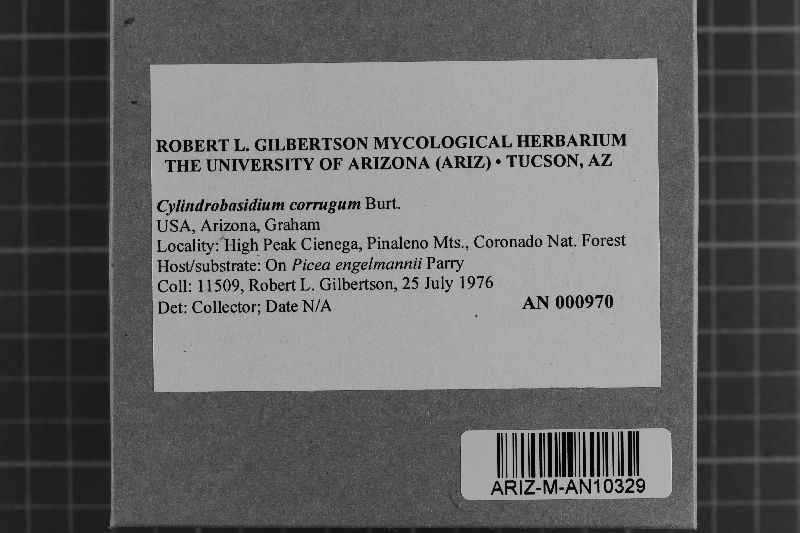 ROBERT L. GILBERTSON MYCOLOGICAL HERBARIUM
THE UNIVERSITY OF ARIZONA (ARIZ) • TUCSON, AZ
Cylindrobasidium corrugum Burt.
USA, Arizona, Graham
Locality: High Peak Cienega, Pinaleno Mts., Coronado Nat. Forest
Host/substrate: On Picea engelmannii Parry
Coll: 11509, Robert L. Gilbertson, 25 July 1976
Det: Collector; Date N/A AN 000970
ARIZ-M-AN10329